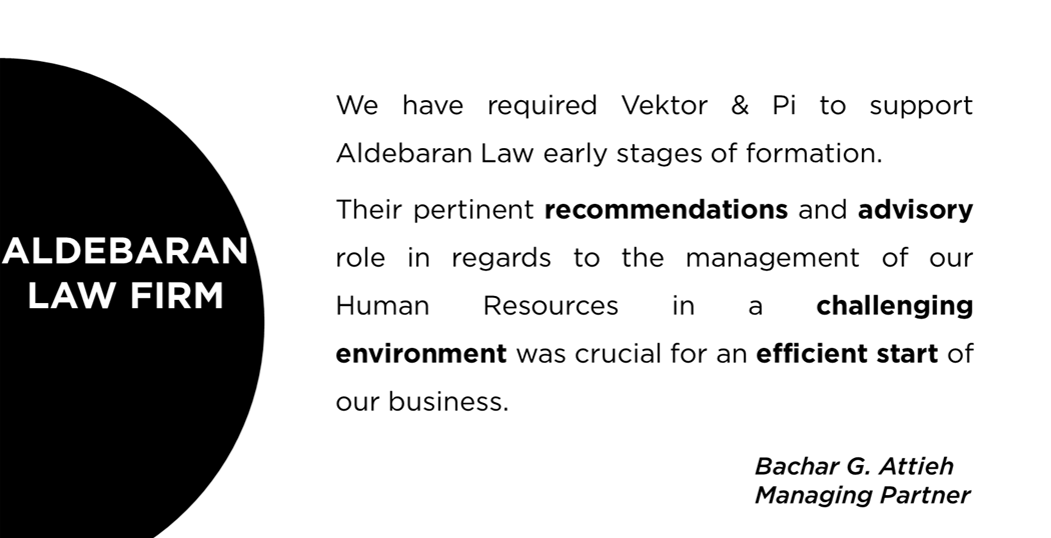 ALDEBARAN
LAW FIRM
We have required Vektor & Pi to support
Aldebaran Law early stages of formation.
Their pertinent recommendations and advisory
role in regards to the management of our
Human Resources in a challenging
environment was crucial for an efficient start of
our business.
Bachar G. Attieh
Managing Partner